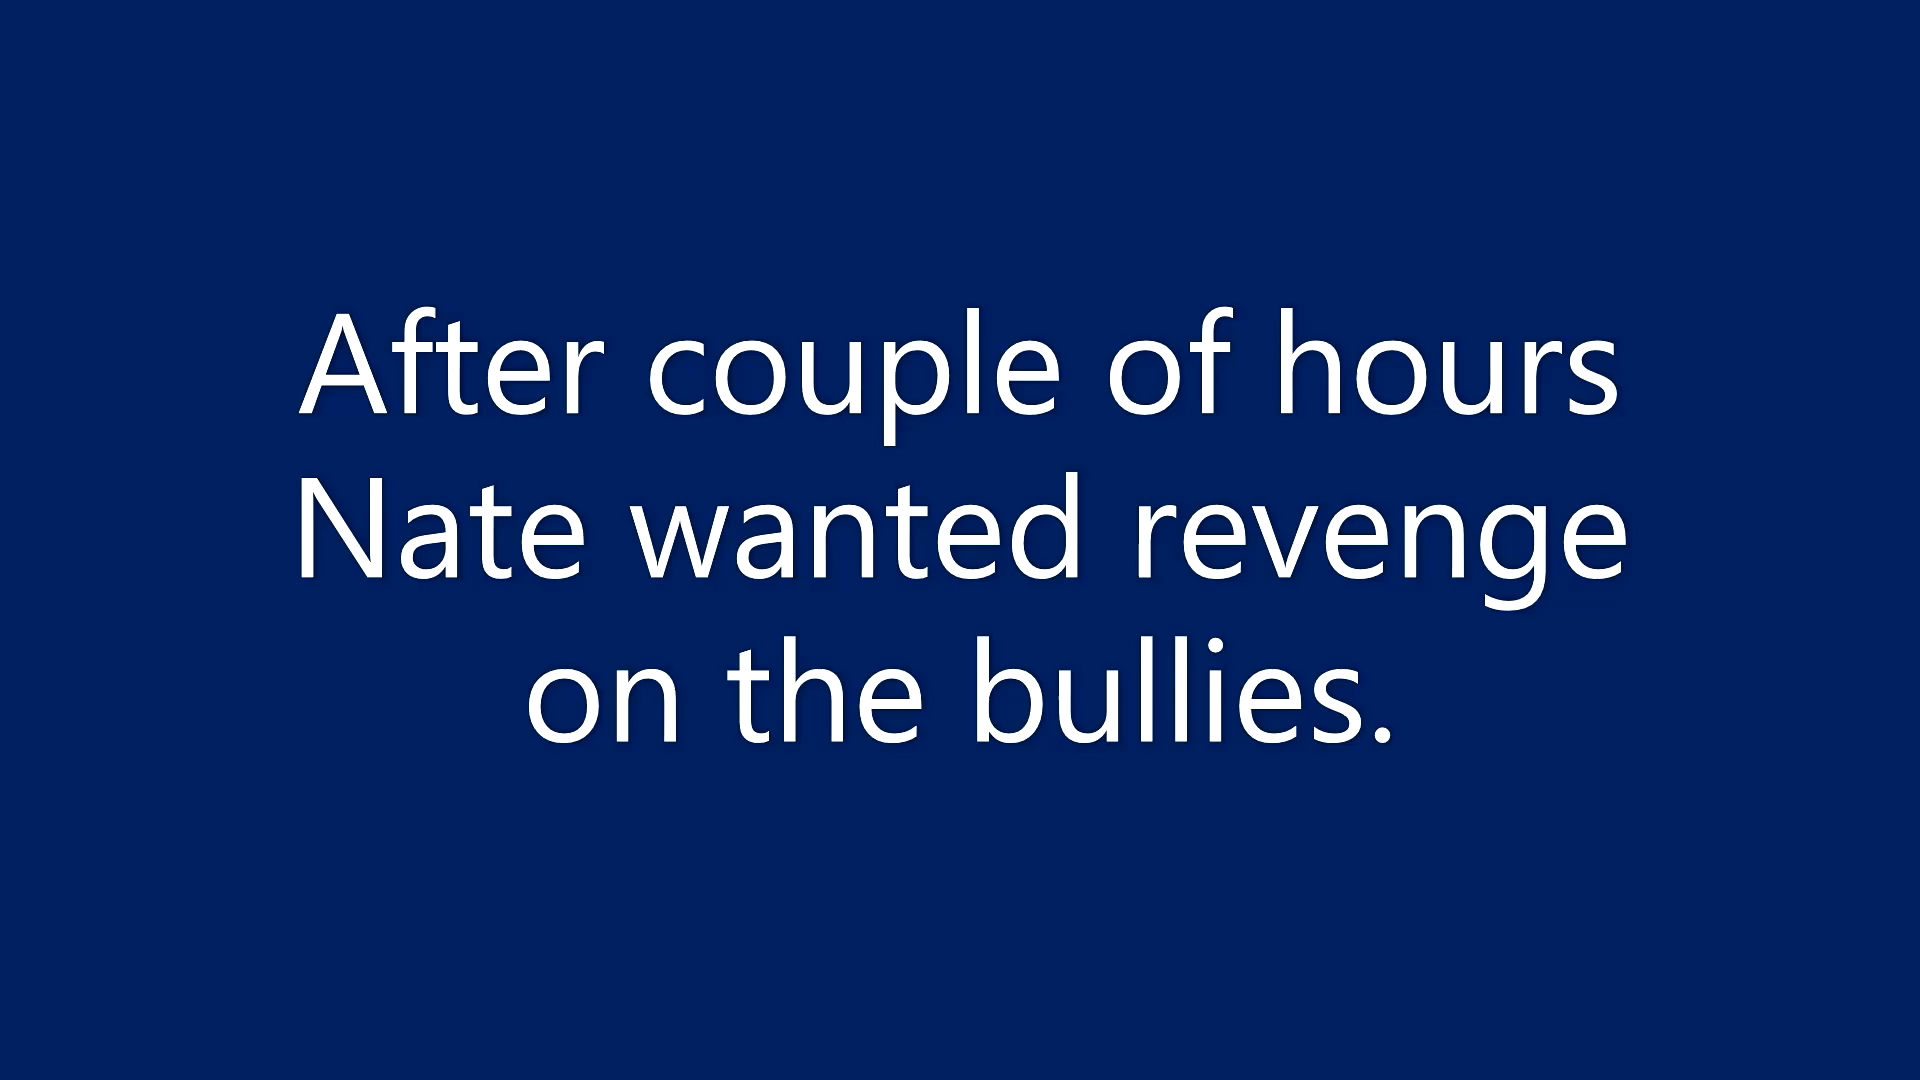 After couple of hours
Nate wanted revenge
on the bullies.